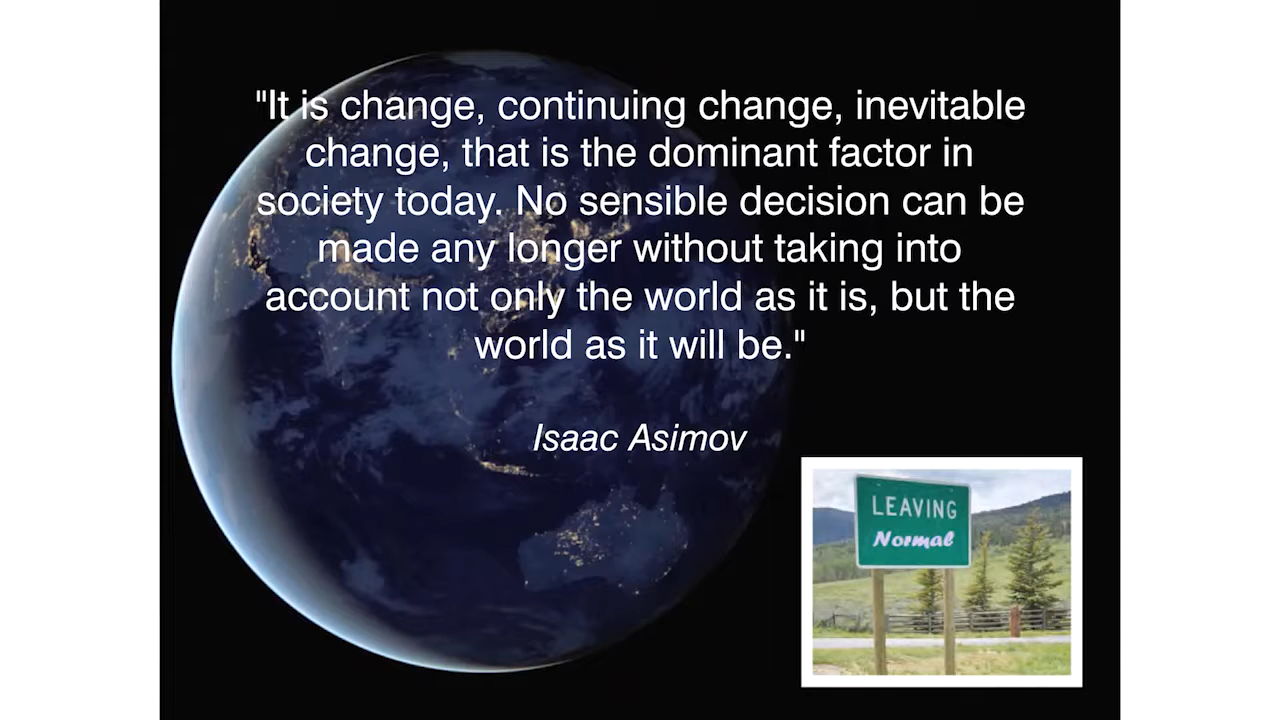 "It is change, continuing change, inevitable
change, that is the dominant factor in
society today. No sensible decision can be
made any longer without taking into
account not only the world as it is, but the
world as it will be."
Isaac Asimov
LEAVING
Normal